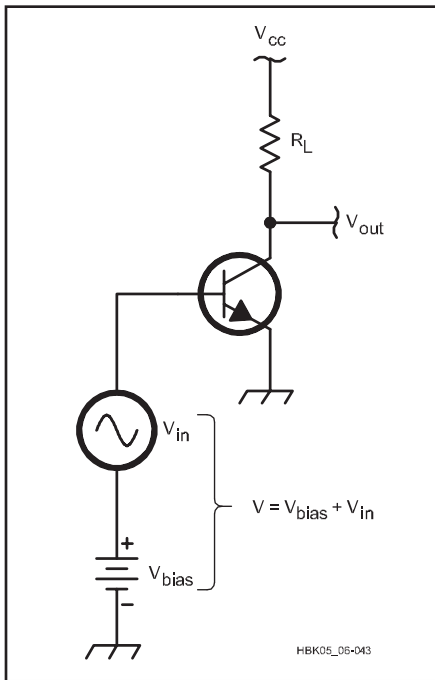 Vcc
RL
Vout
Vin
V = Vbias + Vin
+
Vbias
–
HBK05_06-043